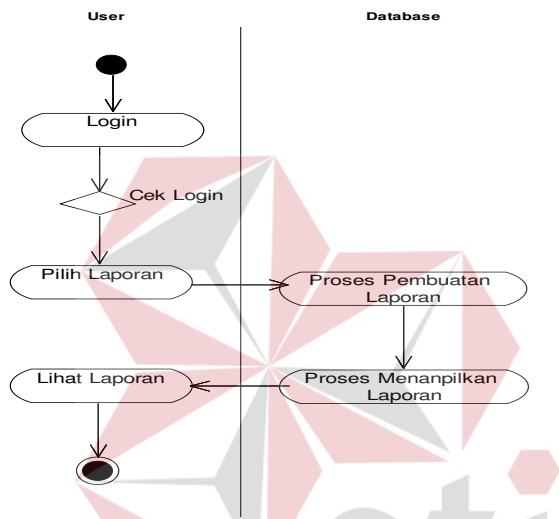 User
Database
Login
Cek Login
Pilih Laporan
Proses Pembuatan
Laporan
Lihat Laporan
Proses Menanpilkan
Laporan